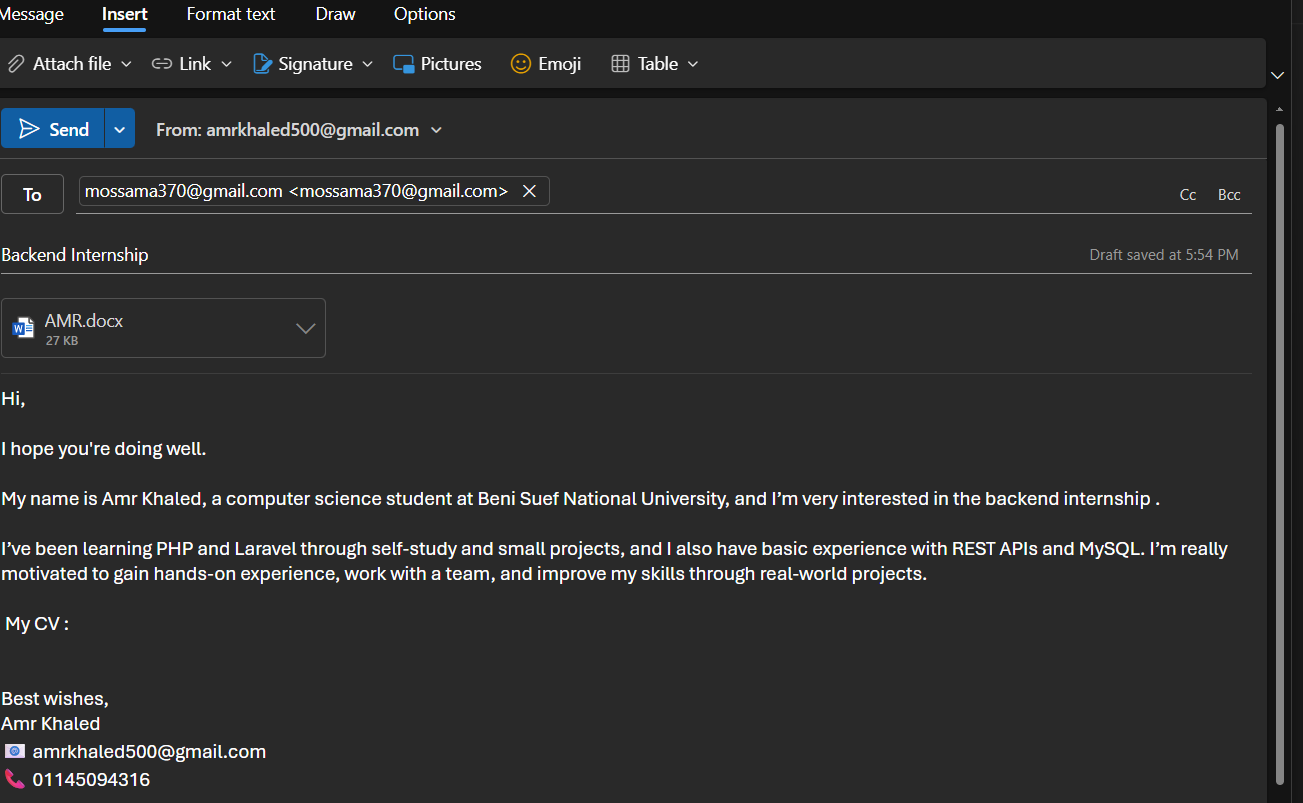 Message Insert Format text Draw Options
Attach file Link Signature Pictures Emoji Table
Send From: amrkhaled500@gmail.com
To mossama370@gmail.com <mossama370@gmail.com> Cc Bcc
Backend Internship Draft saved at 5:54 PM
AMR.docx
27 KB
Hi,
I hope you're doing well.
My name is Amr Khaled, a computer science student at Beni Suef National University, and I’m very interested in the backend internship .
I’ve been learning PHP and Laravel through self-study and small projects, and I also have basic experience with REST APIs and MySQL. I’m really
motivated to gain hands-on experience, work with a team, and improve my skills through real-world projects.
My CV :
Best wishes,
Amr Khaled
amrkhaled500@gmail.com
01145094316